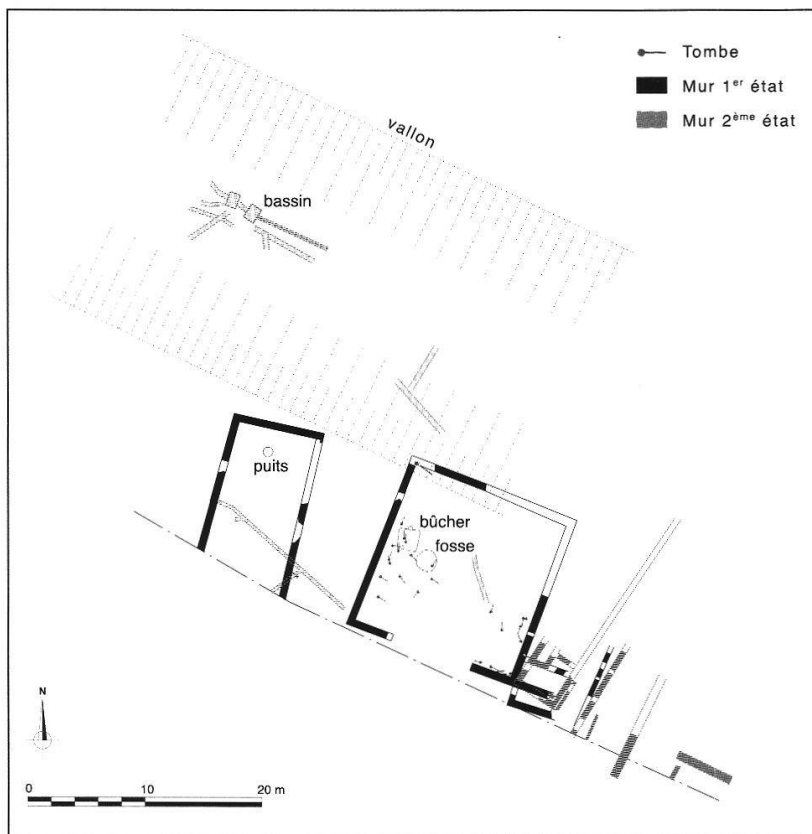 Tombe
Mur 1er état
Mur 2ème état
vallon
bassin
puits
bûcher
fosse
N
0 10 20 m